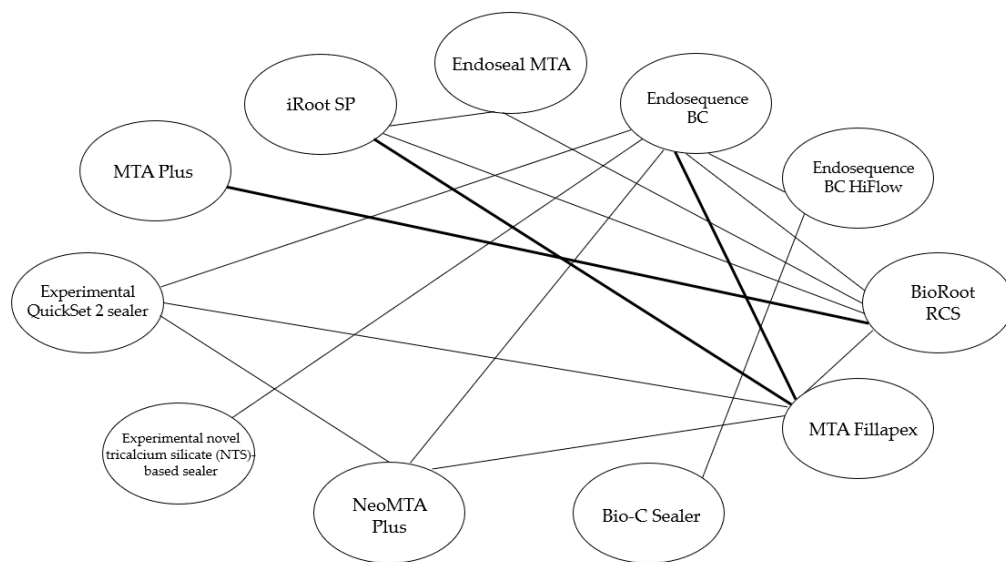 Endoseal MTA
iRoot SP
Endosequence
BC
MTA Plus
Endosequence
BC HiFlow
Experimental
QuickSet 2 sealer
BioRoot
RCS
MTA Fillapex
Experimental novel
tricalcium silicate (NTS)-
based sealer
NeoMTA
Plus
Bio-C Sealer